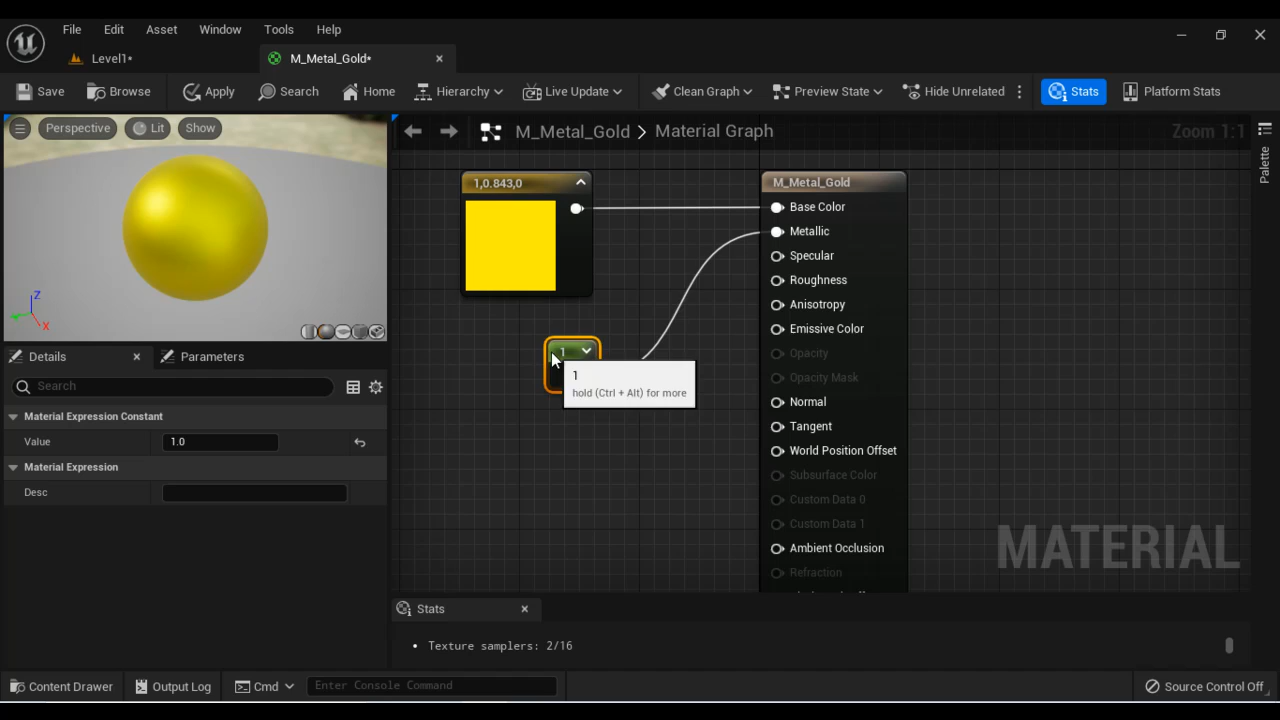 File Edit Asset Window Tools Help
Level1* M_Metal_Gold*
Save Browse Apply Search Home Hierarchy Live Update Clean Graph Preview State Hide Unrelated Stats Platform Stats
Perspective Lit Show
M_Metal_Gold > Material Graph
Zoom 1:1
Palette
Z
X
1,0.843,0
M_Metal_Gold
Base Color
Metallic
Specular
Roughness
Anisotropy
Emissive Color
Opacity
Opacity Mask
Normal
Tangent
World Position Offset
Subsurface Color
Custom Data 0
Custom Data 1
Ambient Occlusion
Refraction
1
1
hold (Ctrl + Alt) for more
MATERIAL
Details Parameters
Search
Material Expression Constant
Value 1.0
Material Expression
Desc
Stats
• Texture samplers: 2/16
Content Drawer Output Log Cmd Enter Console Command Source Control Off